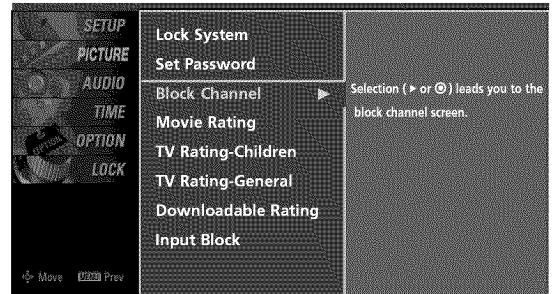 SETUP
PICTURE
AUDIO
TIME
OPTION
LOCK
Move MENU Prev
Lock System
Set Password
Block Channel ▶
Movie Rating
TV Rating-Children
TV Rating-General
Downloadable Rating
Input Block
Selection (▶ or ◉) leads you to the
block channel screen.